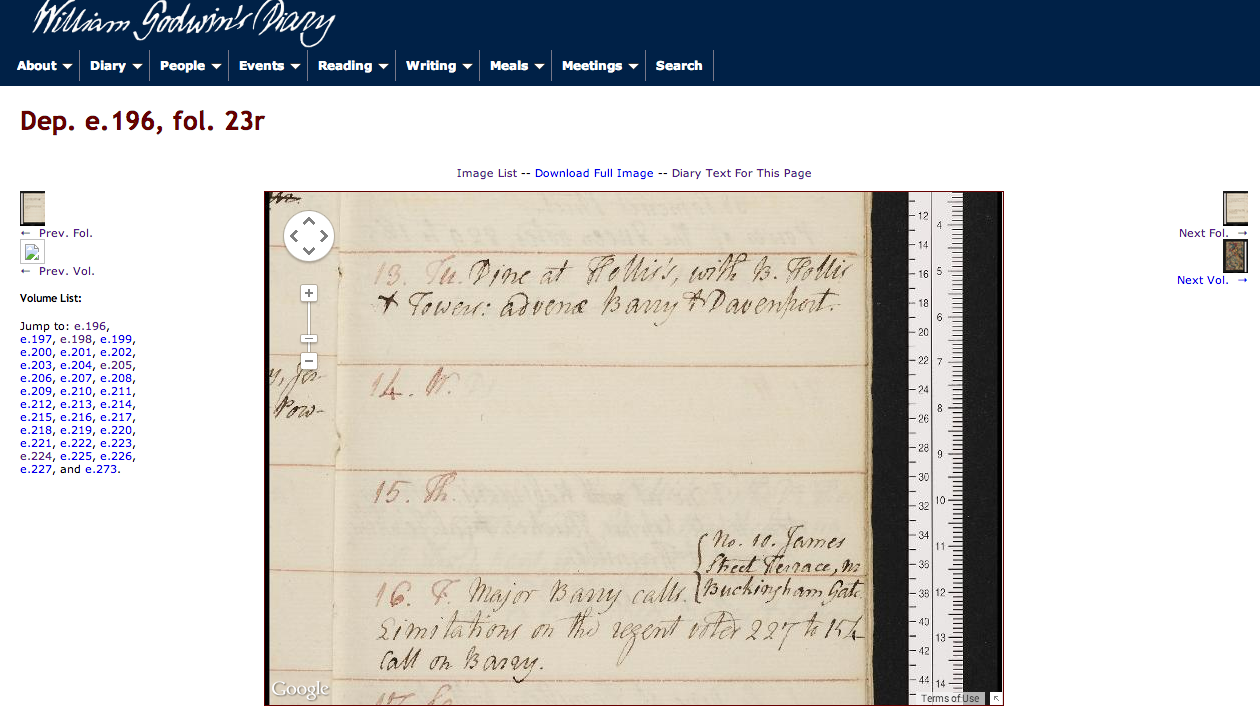 William Godwin's Diary
About Diary People Events Reading Writing Meals Meetings Search
Dep. e.196, fol. 23r
Image List -- Download Full Image -- Diary Text For This Page
← Prev. Fol.
← Prev. Vol.
Volume List:
Jump to: e.196,
e.197, e.198, e.199,
e.200, e.201, e.202,
e.203, e.204, e.205,
e.206, e.207, e.208,
e.209, e.210, e.211,
e.212, e.213, e.214,
e.215, e.216, e.217,
e.218, e.219, e.220,
e.221, e.222, e.223,
e.224, e.225, e.226,
e.227, and e.273.
y, Jer-
Pow-
13. Tu. Dine at Hollis's, with B. Hollis
& Towers: advenæ Barry & Davenport.
14. W.
15. Th.
{No. 10. James
Street Terrace,
Buckingham Gate
16. F. Major Barry calls.
Limitations on the regent voted 227 to 154
Call on Barry.
17. Sa.
Google
12
14
16
18
20
22
24
26
28
30
32
34
36
38
40
42
44
4
5
6
7
8
9
10
11
12
13
14
Terms of Use
Next Fol. →
Next Vol. →